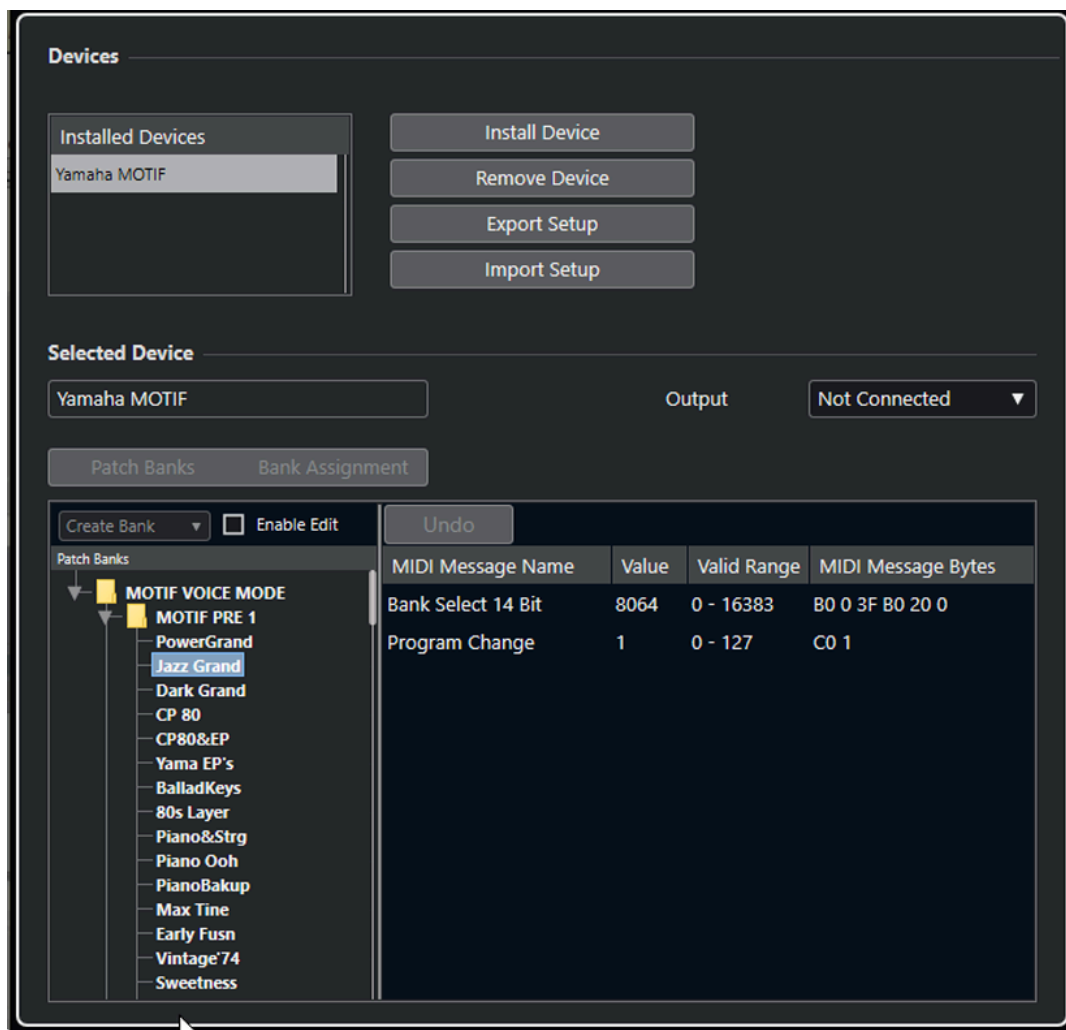 Devices
Installed Devices
Yamaha MOTIF
Install Device
Remove Device
Export Setup
Import Setup
Selected Device
Yamaha MOTIF
Output
Not Connected
Patch Banks
Bank Assignment
Create Bank
Enable Edit
Undo
Patch Banks
MIDI Message Name Value Valid Range MIDI Message Bytes
Bank Select 14 Bit 8064 0 - 16383 B0 0 3F B0 20 0
Program Change 1 0 - 127 C0 1
MOTIF VOICE MODE
MOTIF PRE 1
PowerGrand
Jazz Grand
Dark Grand
CP 80
CP80&EP
Yama EP's
BalladKeys
80s Layer
Piano&Strg
Piano Ooh
PianoBakup
Max Tine
Early Fusn
Vintage'74
Sweetness